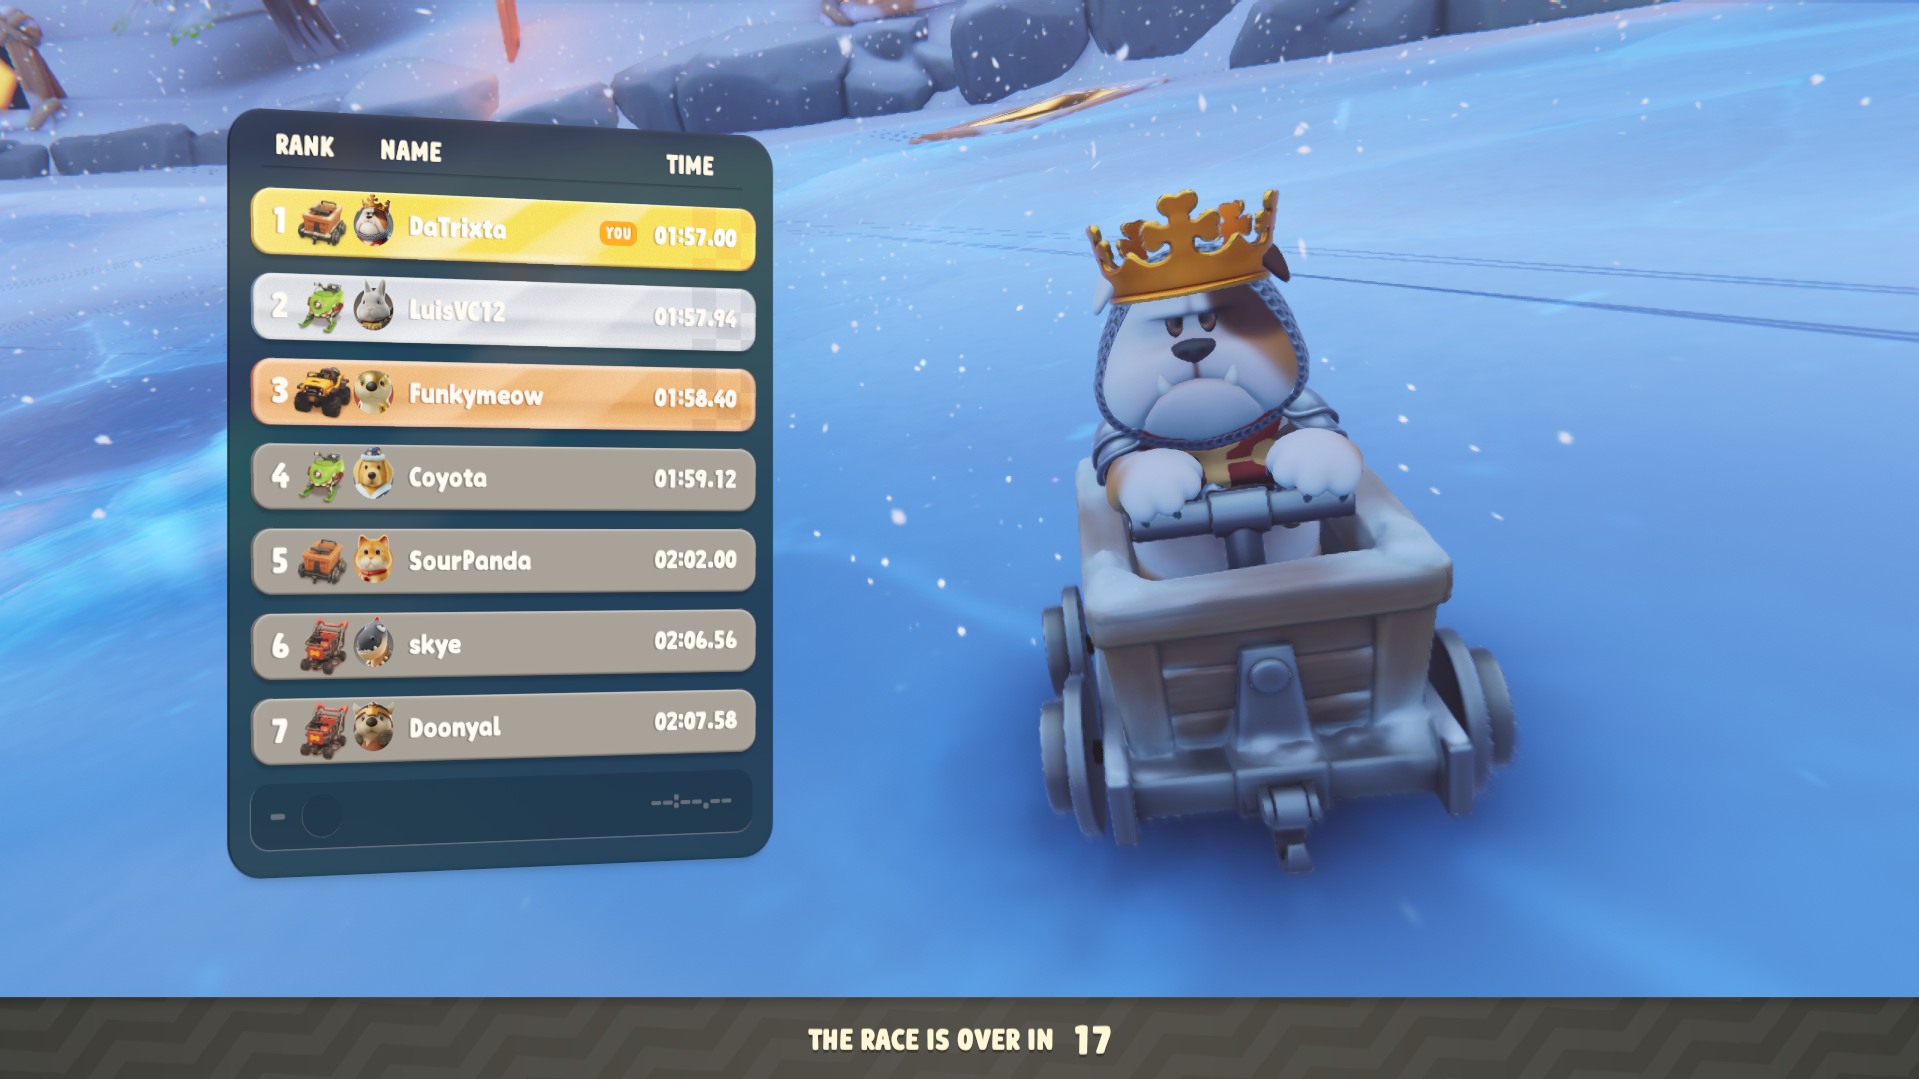 RANK NAME TIME
1 DaTrixta YOU 01:57.00
2 LuisVC12 01:57.94
3 Funkymeow 01:58.40
4 Coyota 01:59.12
5 SourPanda 02:02.00
6 skye 02:06.56
7 Doonyal 02:07.58
- --:--.--
THE RACE IS OVER IN 17